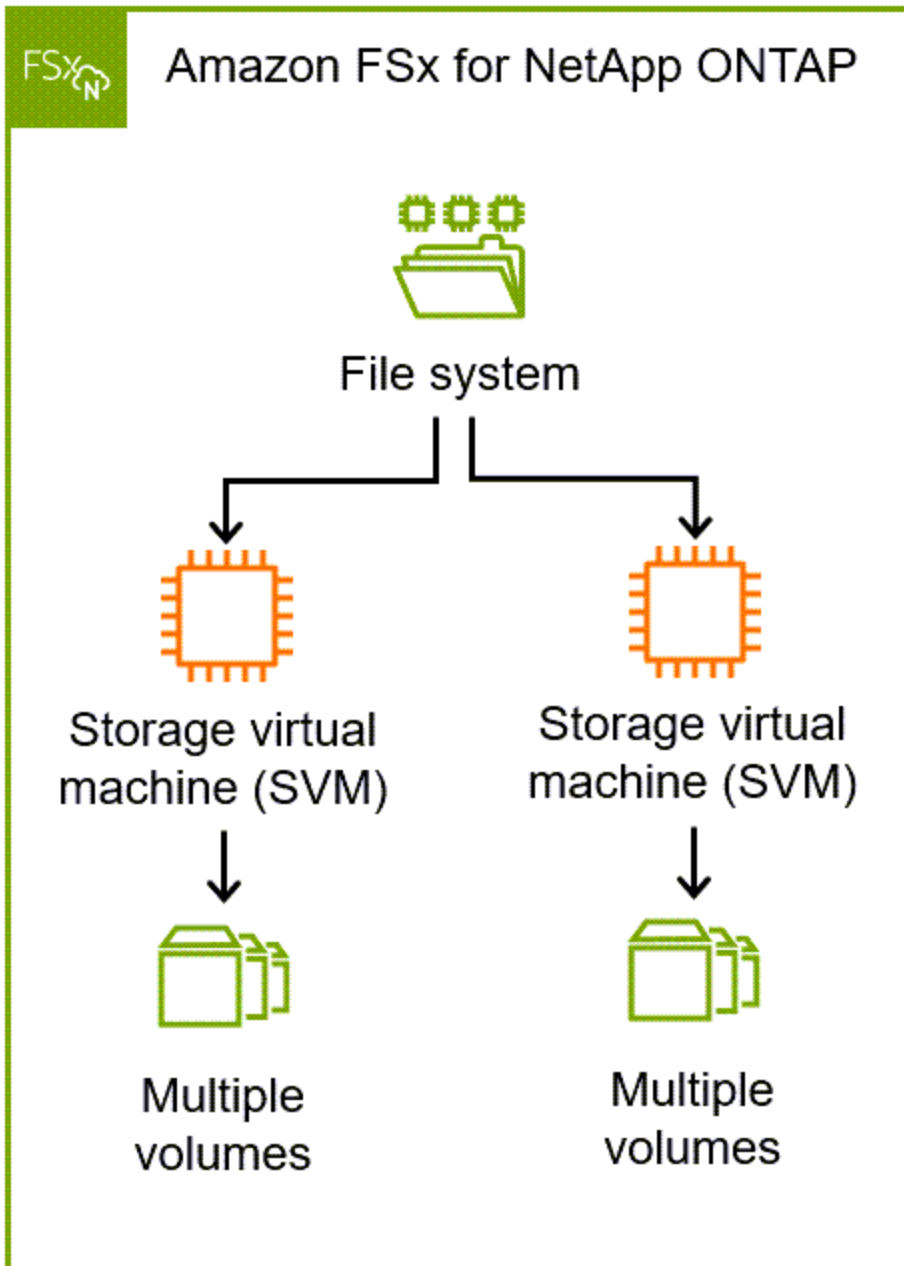 FSx
N
Amazon FSx for NetApp ONTAP
File system
Storage virtual
machine (SVM)
Storage virtual
machine (SVM)
Multiple
volumes
Multiple
volumes